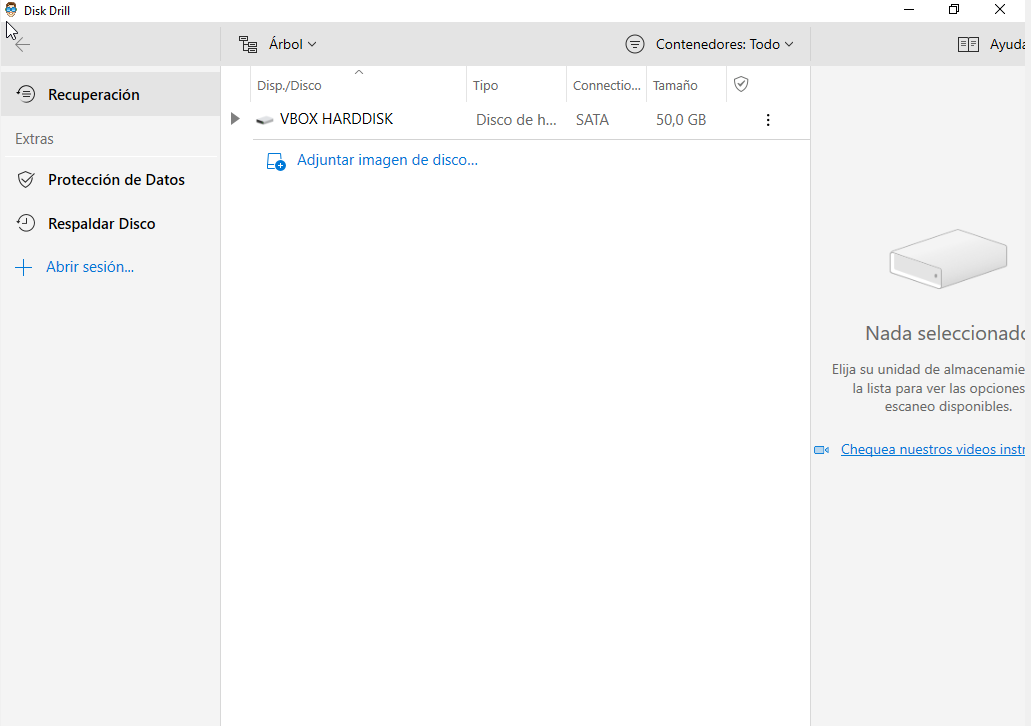 Disk Drill
Árbol
Contenedores: Todo
Ayuda
Recuperación
Extras
Protección de Datos
Respaldar Disco
Abrir sesión...
Disp./Disco Tipo Connectio... Tamaño
VBOX HARDDISK Disco de h... SATA 50,0 GB
Adjuntar imagen de disco...
Nada seleccionado
Elija su unidad de almacenamie
la lista para ver las opciones
escaneo disponibles.
Chequea nuestros videos instr